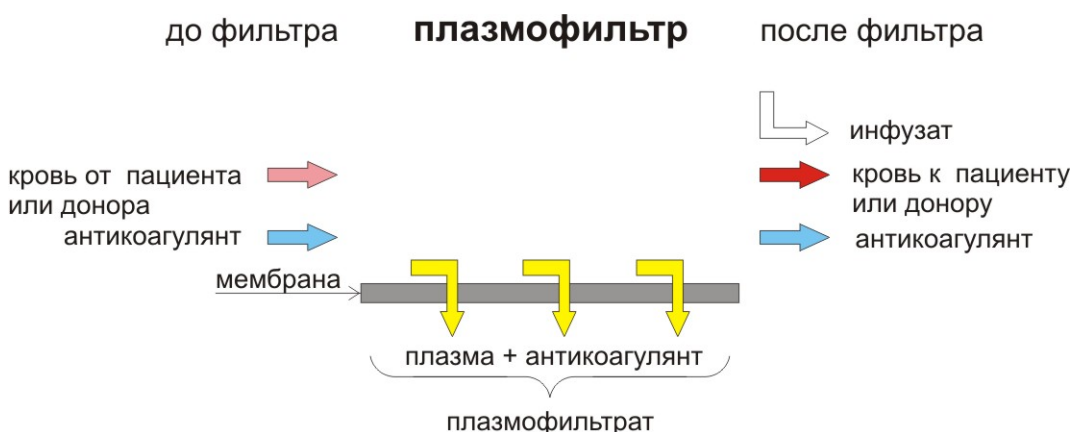 до фильтра
плазмофильтр
после фильтра
инфузат
кровь от пациента
или донора
кровь к пациенту
или донору
антикоагулянт
антикоагулянт
мембрана
плазма + антикоагулянт
плазмофильтрат